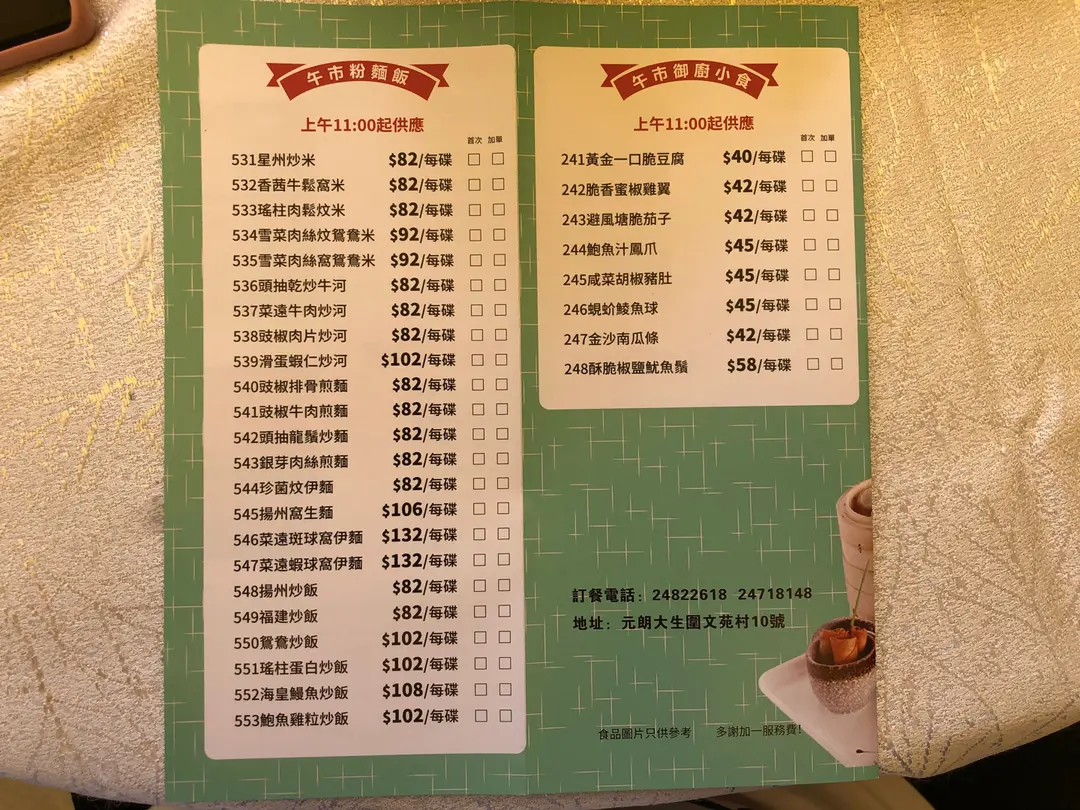 午市粉麵飯
上午11:00起供應
首次 加單
531星州炒米 $82/每碟 □ □
532香茜牛鬆窩米 $82/每碟 □ □
533瑤柱肉鬆炆米 $82/每碟 □ □
534雪菜肉絲炆鴛鴦米 $92/每碟 □ □
535雪菜肉絲窩鴛鴦米 $92/每碟 □ □
536頭抽乾炒牛河 $82/每碟 □ □
537菜遠牛肉炒河 $82/每碟 □ □
538豉椒肉片炒河 $82/每碟 □ □
539滑蛋蝦仁炒河 $102/每碟 □ □
540豉椒排骨煎麵 $82/每碟 □ □
541豉椒牛肉煎麵 $82/每碟 □ □
542頭抽龍鬚炒麵 $82/每碟 □ □
543銀芽肉絲煎麵 $82/每碟 □ □
544珍菌炆伊麵 $82/每碟 □ □
545揚州窩生麵 $106/每碟 □ □
546菜遠斑球窩伊麵 $132/每碟 □ □
547菜遠蝦球窩伊麵 $132/每碟 □ □
548揚州炒飯 $82/每碟 □ □
549福建炒飯 $82/每碟 □ □
550鴛鴦炒飯 $102/每碟 □ □
551瑤柱蛋白炒飯 $102/每碟 □ □
552海皇鰻魚炒飯 $108/每碟 □ □
553鮑魚雞粒炒飯 $102/每碟 □ □
午市御廚小食
上午11:00起供應
首次 加單
241黃金一口脆豆腐 $40/每碟 □ □
242脆香蜜椒雞翼 $42/每碟 □ □
243避風塘脆茄子 $42/每碟 □ □
244鮑魚汁鳳爪 $45/每碟 □ □
245咸菜胡椒豬肚 $45/每碟 □ □
246蜆蚧鯪魚球 $45/每碟 □ □
247金沙南瓜條 $42/每碟 □ □
248酥脆椒鹽魷魚鬚 $58/每碟 □ □
訂餐電話：24822618 24718148
地址：元朗大生圍文苑村10號
食品圖片只供參考 多謝加一服務費!